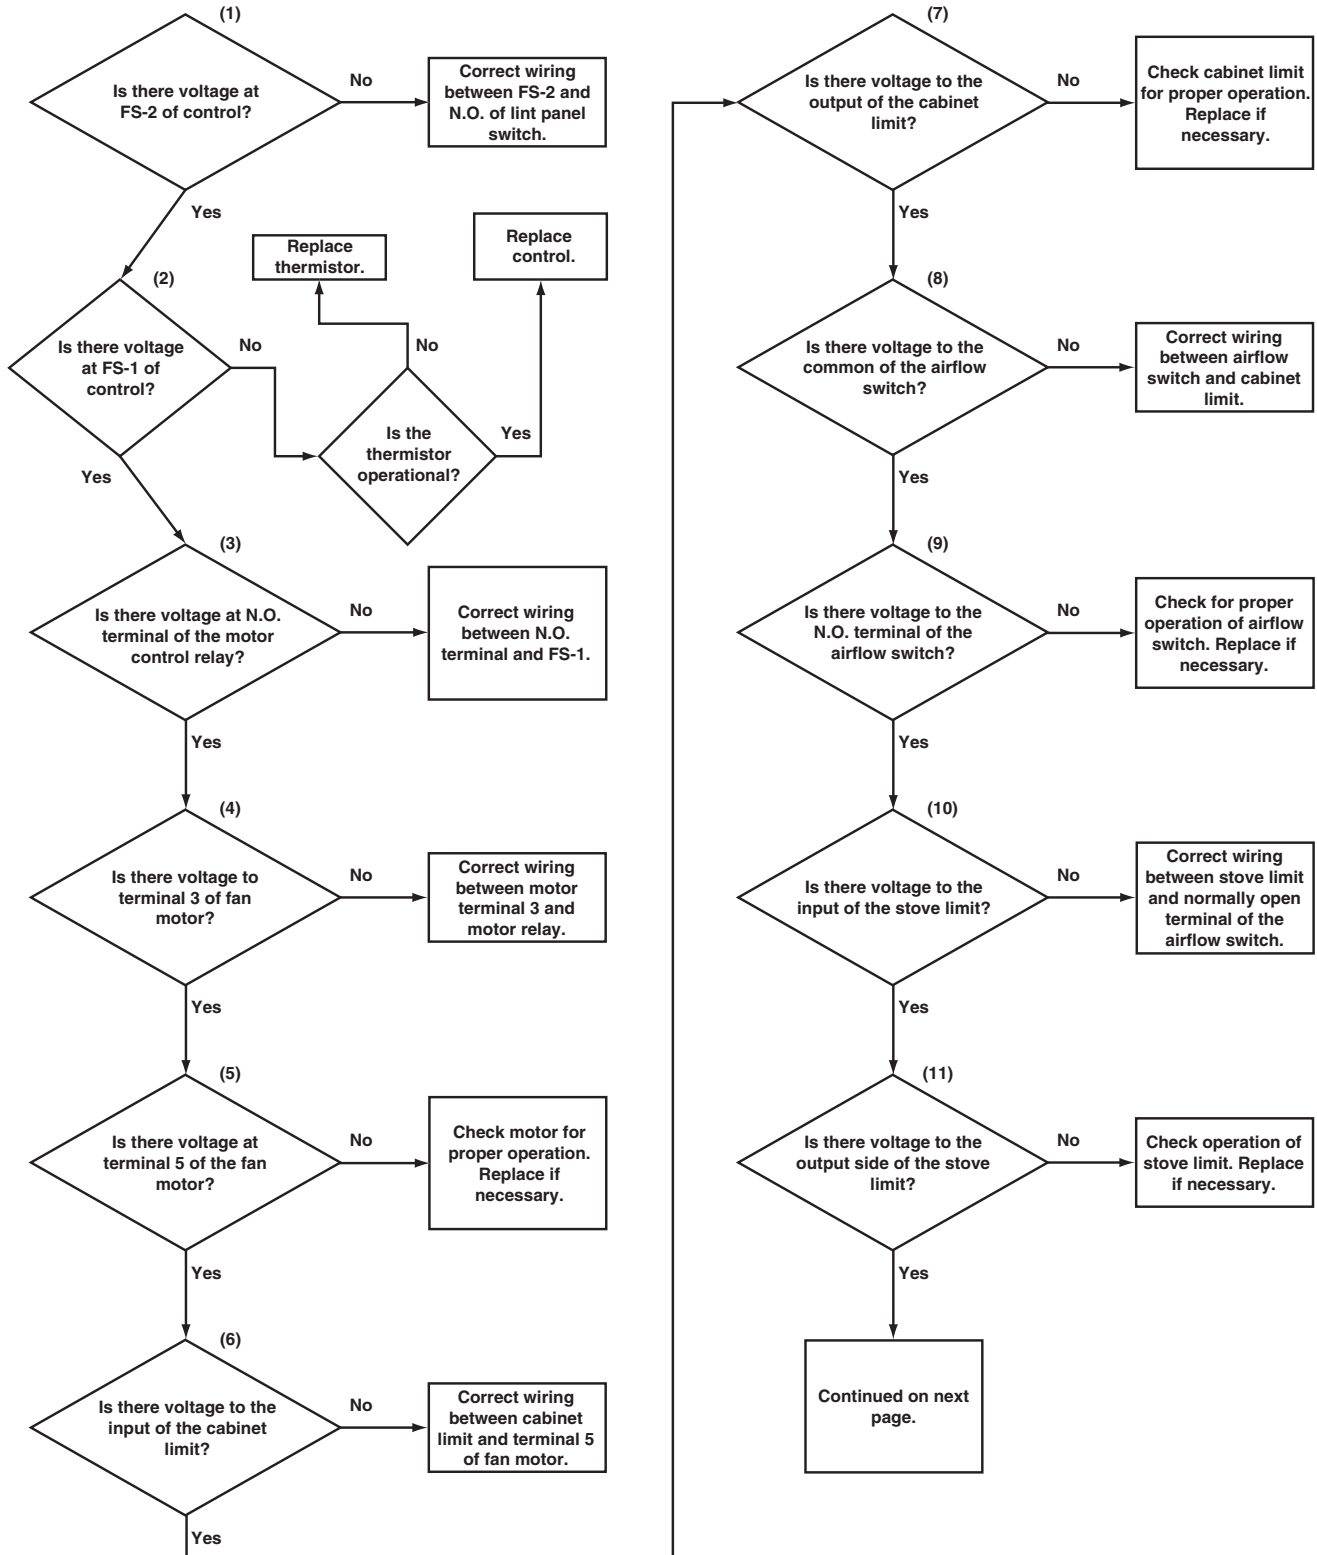 (1)
Is there voltage at
FS-2 of control?
No
Correct wiring
between FS-2 and
N.O. of lint panel
switch.
Yes
(2)
Is there voltage
at FS-1 of
control?
No
Replace
thermistor.
Replace
control.
No
Is the
thermistor
operational?
Yes
Yes
(3)
Is there voltage at N.O.
terminal of the motor
control relay?
No
Correct wiring
between N.O.
terminal and FS-1.
Yes
(4)
Is there voltage to
terminal 3 of fan
motor?
No
Correct wiring
between motor
terminal 3 and
motor relay.
Yes
(5)
Is there voltage at
terminal 5 of the fan
motor?
No
Check motor for
proper operation.
Replace if
necessary.
Yes
(6)
Is there voltage to the
input of the cabinet
limit?
No
Correct wiring
between cabinet
limit and terminal 5
of fan motor.
Yes
(7)
Is there voltage to the
output of the cabinet
limit?
No
Check cabinet limit
for proper operation.
Replace if
necessary.
Yes
(8)
Is there voltage to the
common of the airflow
switch?
No
Correct wiring
between airflow
switch and cabinet
limit.
Yes
(9)
Is there voltage to the
N.O. terminal of the
airflow switch?
No
Check for proper
operation of airflow
switch. Replace if
necessary.
Yes
(10)
Is there voltage to the
input of the stove limit?
No
Correct wiring
between stove limit
and normally open
terminal of the
airflow switch.
Yes
(11)
Is there voltage to the
output side of the stove
limit?
No
Check operation of
stove limit. Replace
if necessary.
Yes
Continued on next
page.